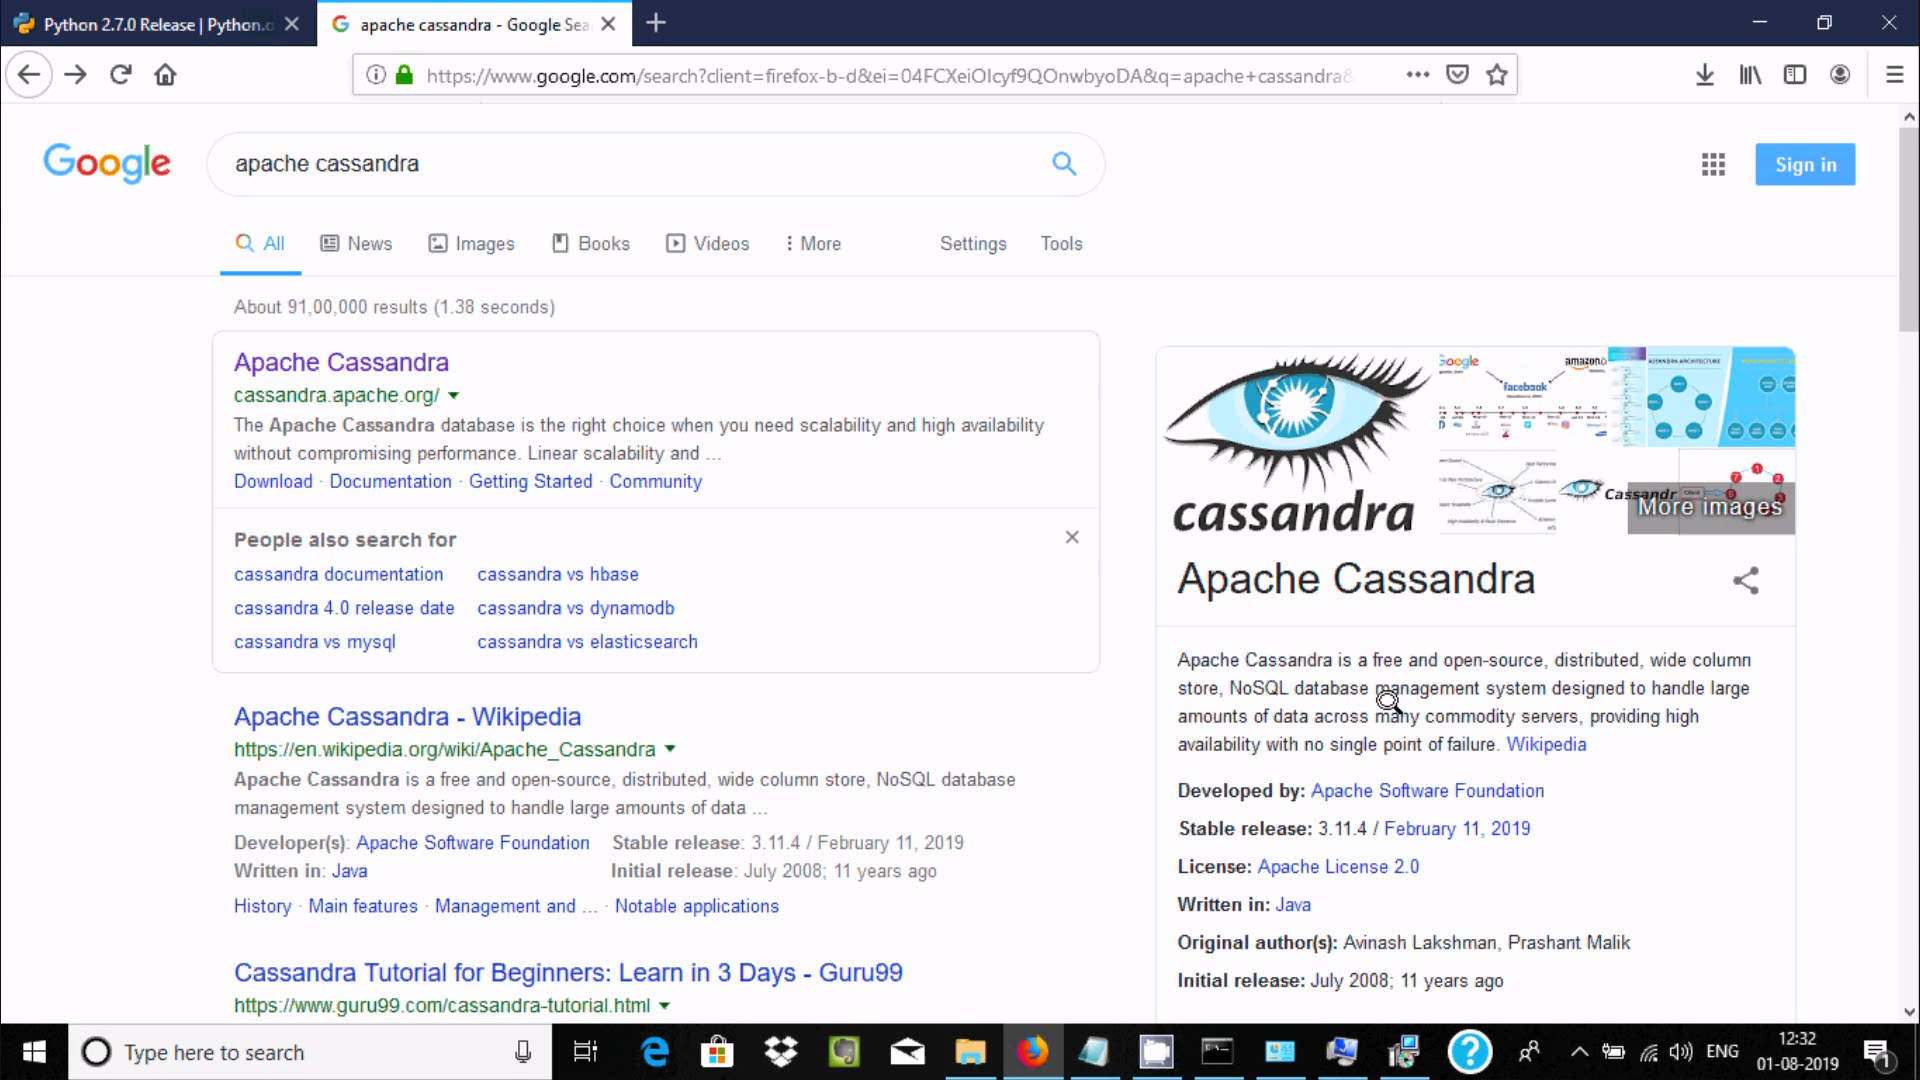 Python 2.7.0 Release | Python.o
apache cassandra - Google Sea
https://www.google.com/search?client=firefox-b-d&ei=04FCXeiOIcyf9QOnwbyoDA&q=apache+cassandra&
Google
apache cassandra
Sign in
All
News
Images
Books
Videos
More
Settings
Tools
About 91,00,000 results (1.38 seconds)
Apache Cassandra
cassandra.apache.org/
The Apache Cassandra database is the right choice when you need scalability and high availability
without compromising performance. Linear scalability and ...
Download · Documentation · Getting Started · Community
People also search for
cassandra documentation
cassandra vs hbase
cassandra 4.0 release date
cassandra vs dynamodb
cassandra vs mysql
cassandra vs elasticsearch
Apache Cassandra - Wikipedia
https://en.wikipedia.org/wiki/Apache_Cassandra
Apache Cassandra is a free and open-source, distributed, wide column store, NoSQL database
management system designed to handle large amounts of data ...
Developer(s): Apache Software Foundation
Stable release: 3.11.4 / February 11, 2019
Written in: Java
Initial release: July 2008; 11 years ago
History · Main features · Management and ... · Notable applications
Cassandra Tutorial for Beginners: Learn in 3 Days - Guru99
https://www.guru99.com/cassandra-tutorial.html
cassandra
Google
amazon
facebook
Cassandr
More images
Apache Cassandra
Apache Cassandra is a free and open-source, distributed, wide column
store, NoSQL database management system designed to handle large
amounts of data across many commodity servers, providing high
availability with no single point of failure. Wikipedia
Developed by: Apache Software Foundation
Stable release: 3.11.4 / February 11, 2019
License: Apache License 2.0
Written in: Java
Original author(s): Avinash Lakshman, Prashant Malik
Initial release: July 2008; 11 years ago
Type here to search
ENG
12:32
01-08-2019
1